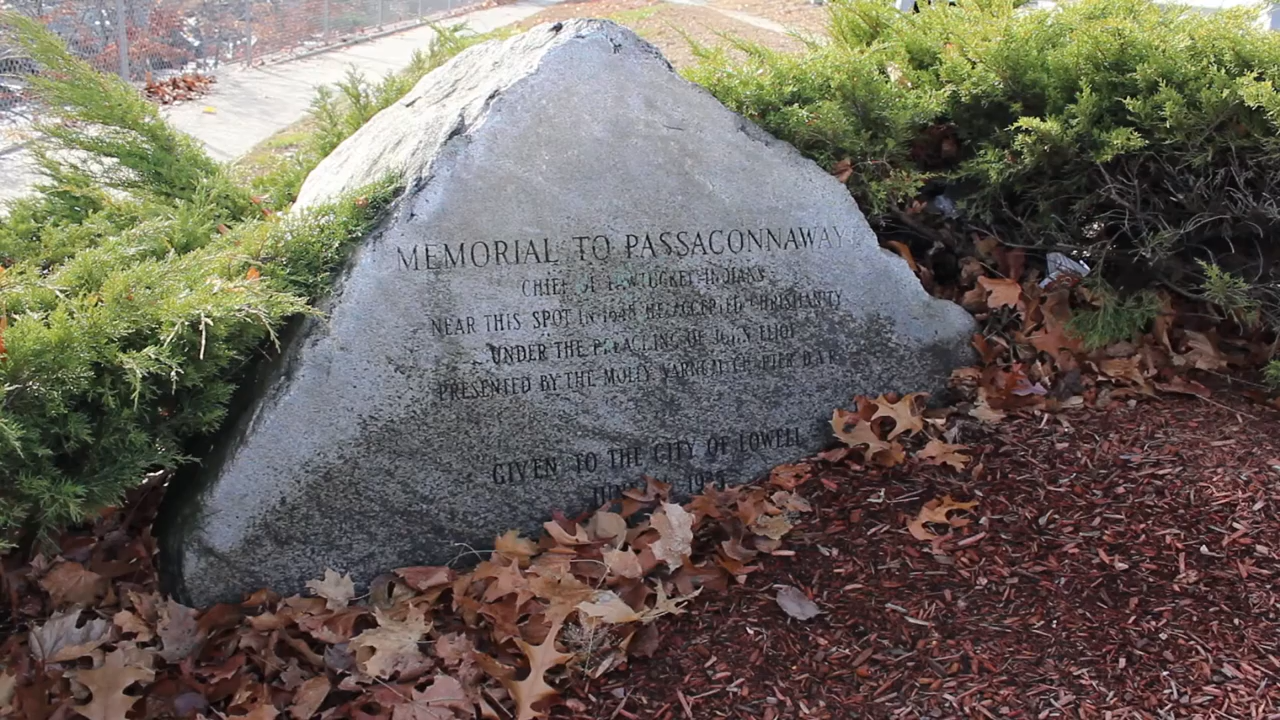 MEMORIAL TO PASSACONNAWAY
CHIEF OF PAWTUCKET INDIANS
NEAR THIS SPOT IN 1648 HE ACCEPTED CHRISTIANITY
UNDER THE PREACHING OF JOHN ELIOT
PRESENTED BY THE MOLLY VARNUM CHAPTER D.A.R.
GIVEN TO THE CITY OF LOWELL